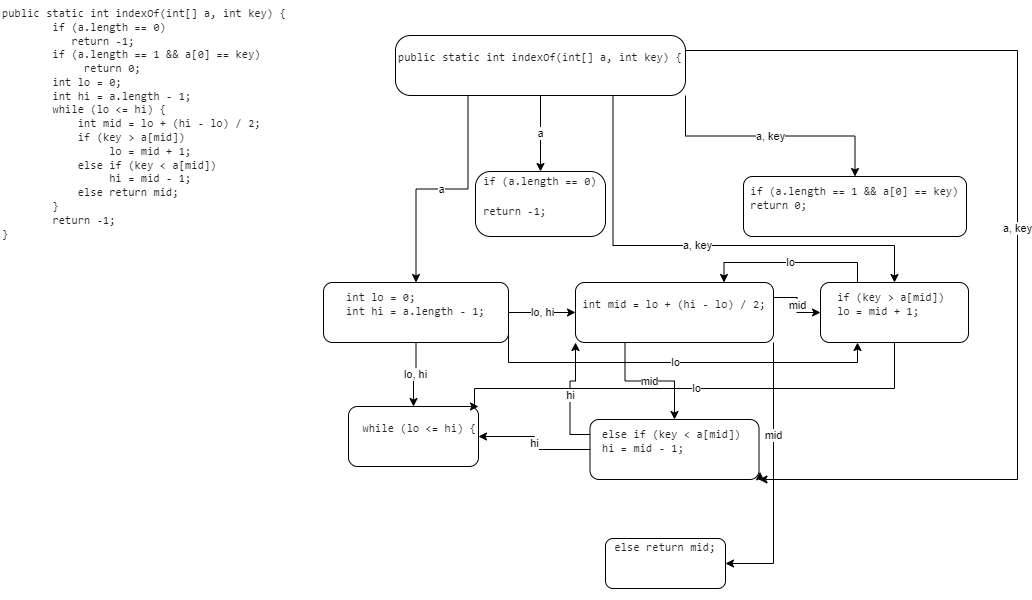 public static int indexOf(int[] a, int key) {
if (a.length == 0)
return -1;
if (a.length == 1 && a[0] == key)
return 0;
int lo = 0;
int hi = a.length - 1;
while (lo <= hi) {
int mid = lo + (hi - lo) / 2;
if (key > a[mid])
lo = mid + 1;
else if (key < a[mid])
hi = mid - 1;
else return mid;
}
return -1;
}
public static int indexOf(int[] a, int key) {
a
a, key
a
if (a.length == 0)
return -1;
if (a.length == 1 && a[0] == key)
return 0;
a, key
a, key
lo
int lo = 0;
int hi = a.length - 1;
lo, hi
int mid = lo + (hi - lo) / 2;
mid
if (key > a[mid])
lo = mid + 1;
lo
lo, hi
mid
lo
hi
while (lo <= hi) {
hi
else if (key < a[mid])
hi = mid - 1;
mid
else return mid;